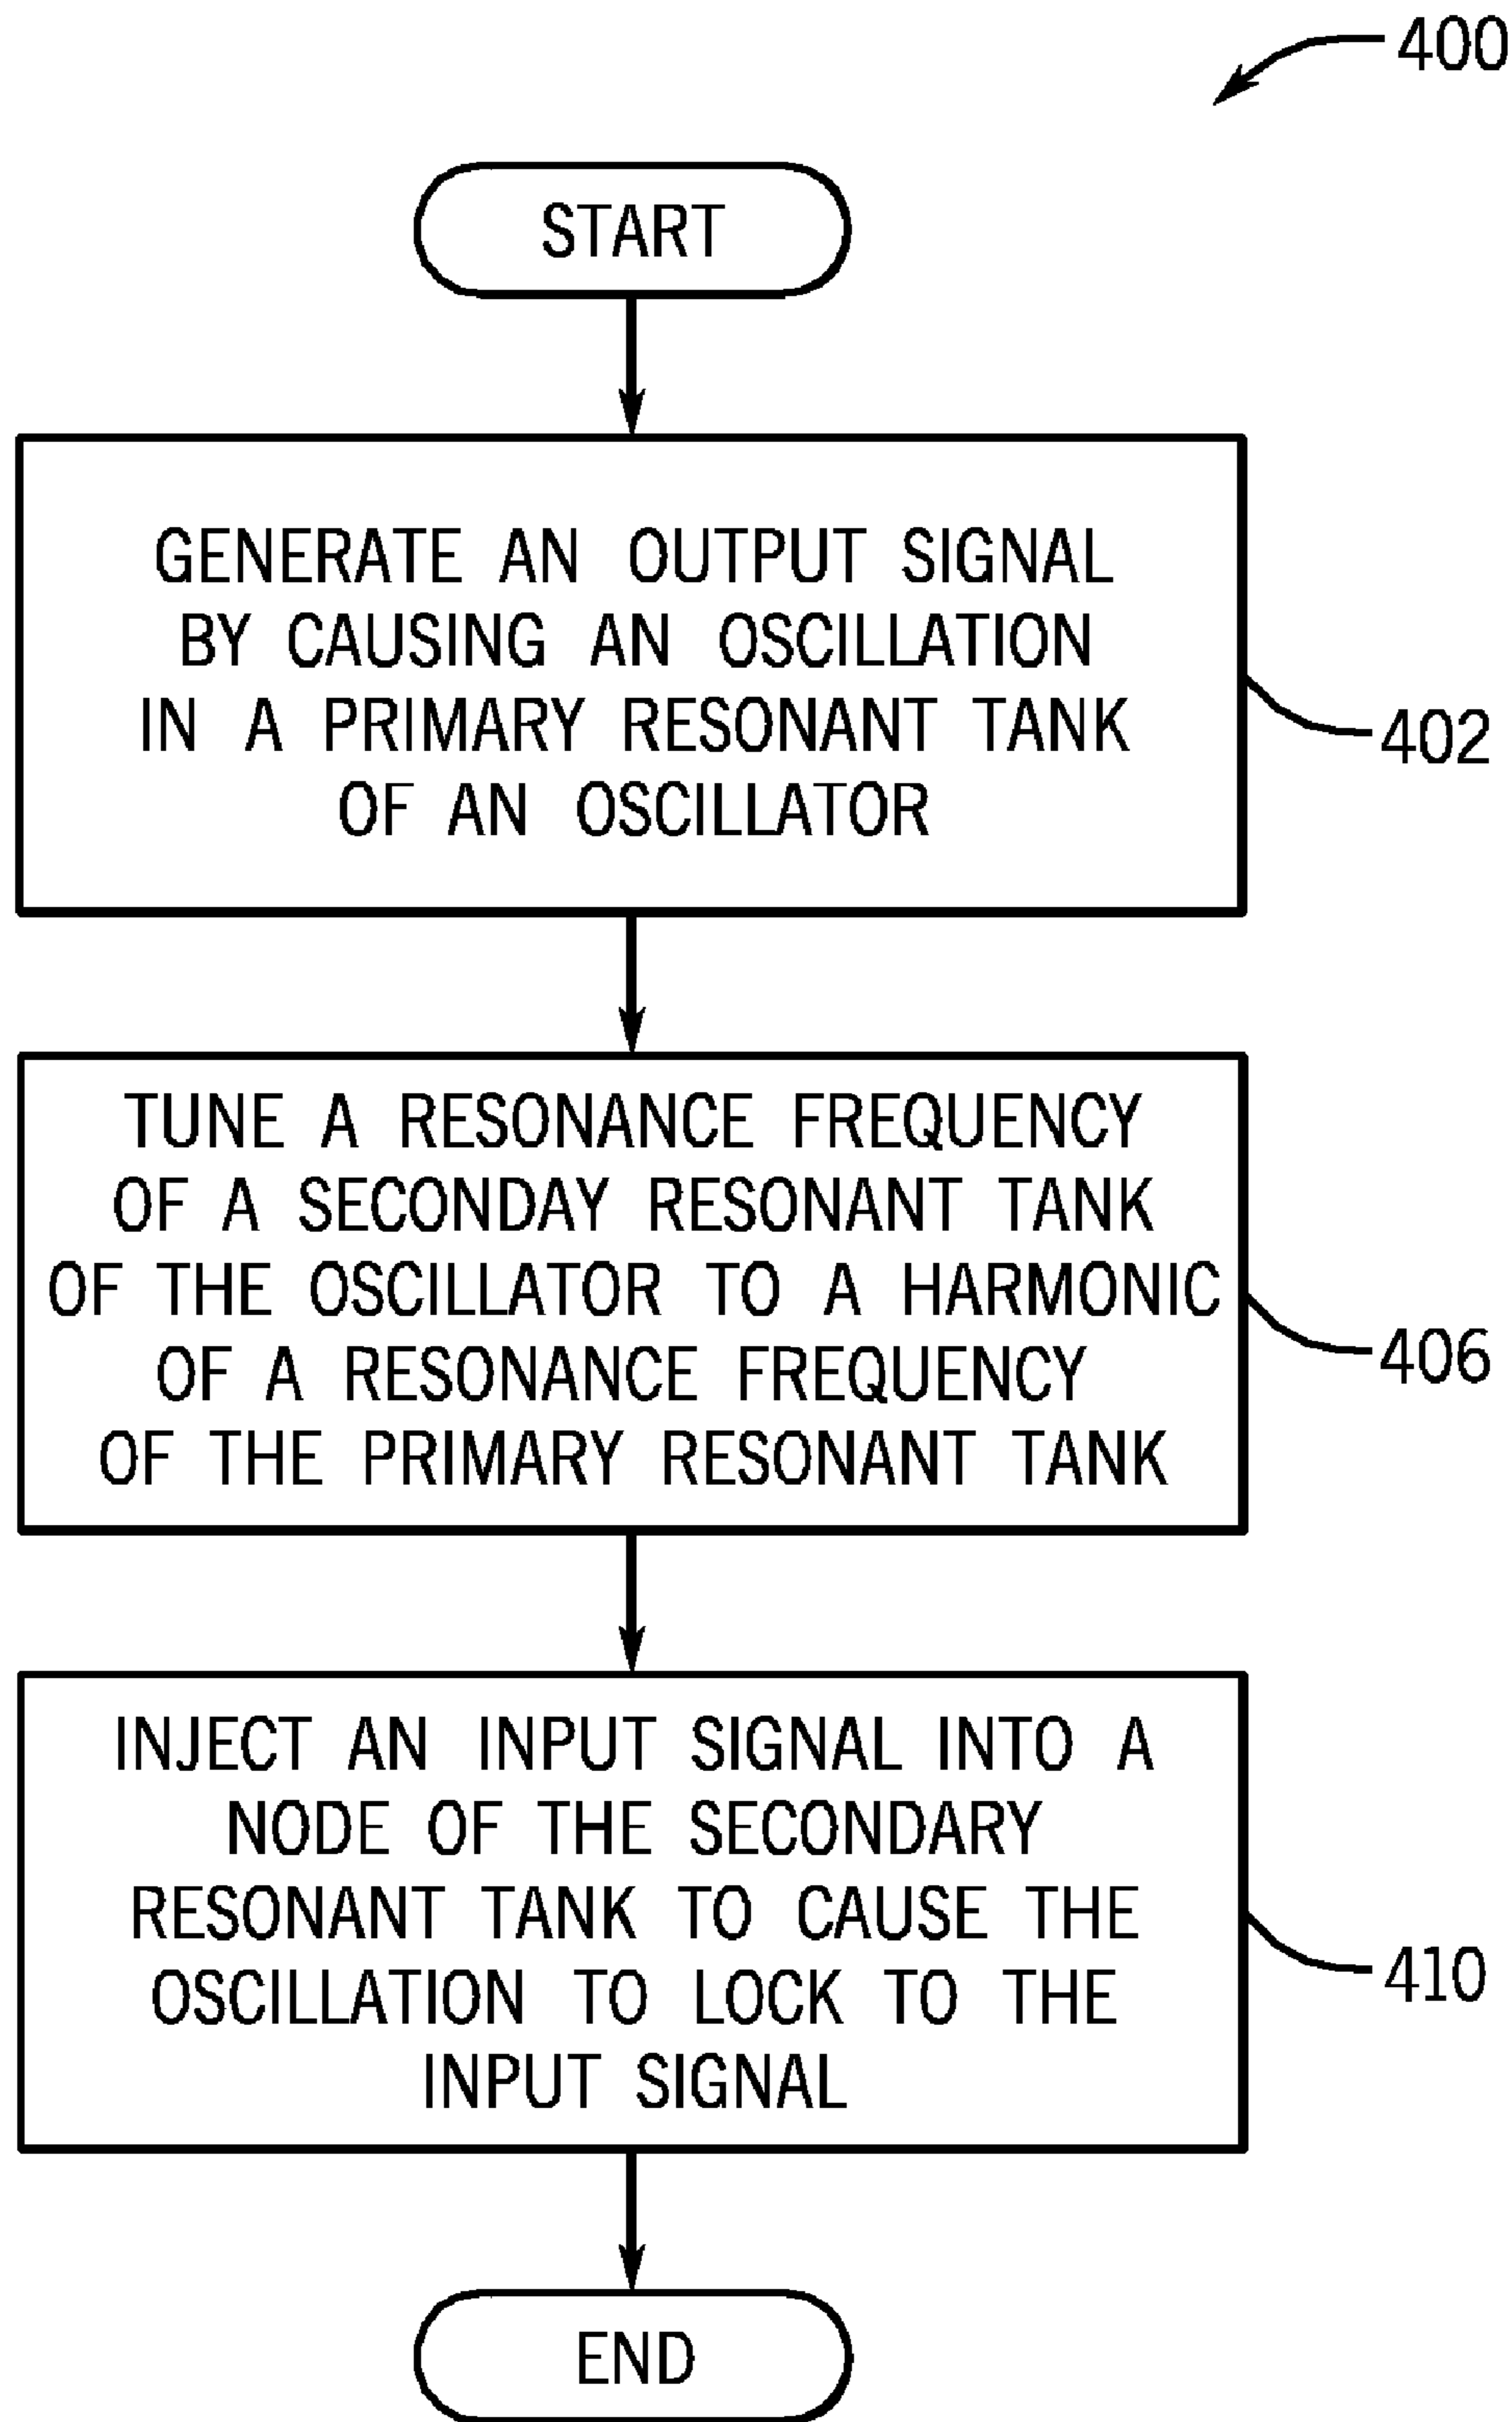 400
START
GENERATE AN OUTPUT SIGNAL
BY CAUSING AN OSCILLATION
IN A PRIMARY RESONANT TANK
OF AN OSCILLATOR
402
TUNE A RESONANCE FREQUENCY
OF A SECONDAY RESONANT TANK
OF THE OSCILLATOR TO A HARMONIC
OF A RESONANCE FREQUENCY
OF THE PRIMARY RESONANT TANK
406
INJECT AN INPUT SIGNAL INTO A
NODE OF THE SECONDARY
RESONANT TANK TO CAUSE THE
OSCILLATION TO LOCK TO THE
INPUT SIGNAL
410
END